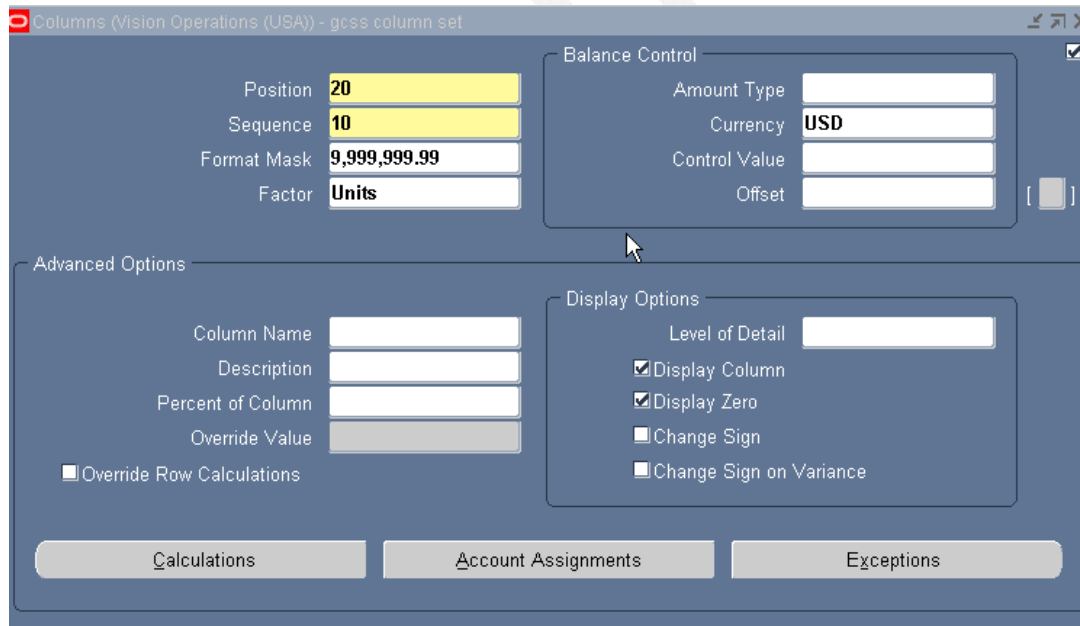 Columns (Vision Operations (USA)) - gcss column set
Balance Control
Position 20
Amount Type
Sequence 10
Currency USD
Format Mask 9,999,999.99
Control Value
Factor Units
Offset
[ ]
Advanced Options
Display Options
Column Name
Level of Detail
Description
Display Column
Percent of Column
Display Zero
Override Value
Change Sign
Override Row Calculations
Change Sign on Variance
Calculations
Account Assignments
Exceptions